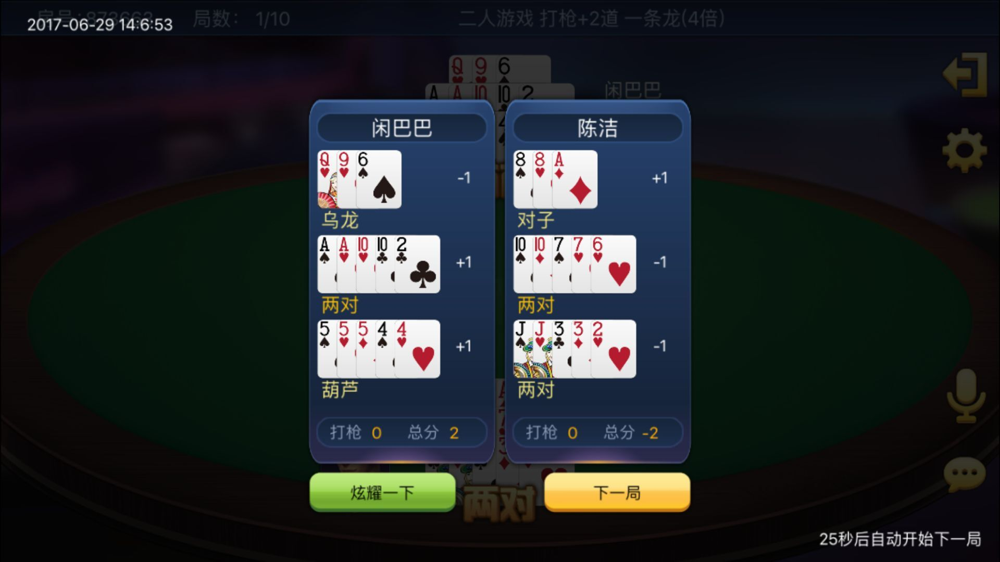 2017-06-29 14:6:53
局数： 1/10
二人游戏 打枪+2道 一条龙(4倍)
Q 9 6
A A 10 10 2
闲巴巴
闲巴巴
Q 9 6
-1
乌龙
A A 10 10 2
+1
两对
5 5 5 4 4
+1
葫芦
打枪 0 总分 2
陈洁
8 8 A
+1
对子
10 10 7 7 6
-1
两对
J J 3 3 2
-1
两对
打枪 0 总分 -2
炫耀一下
两对
下一局
25秒后自动开始下一局